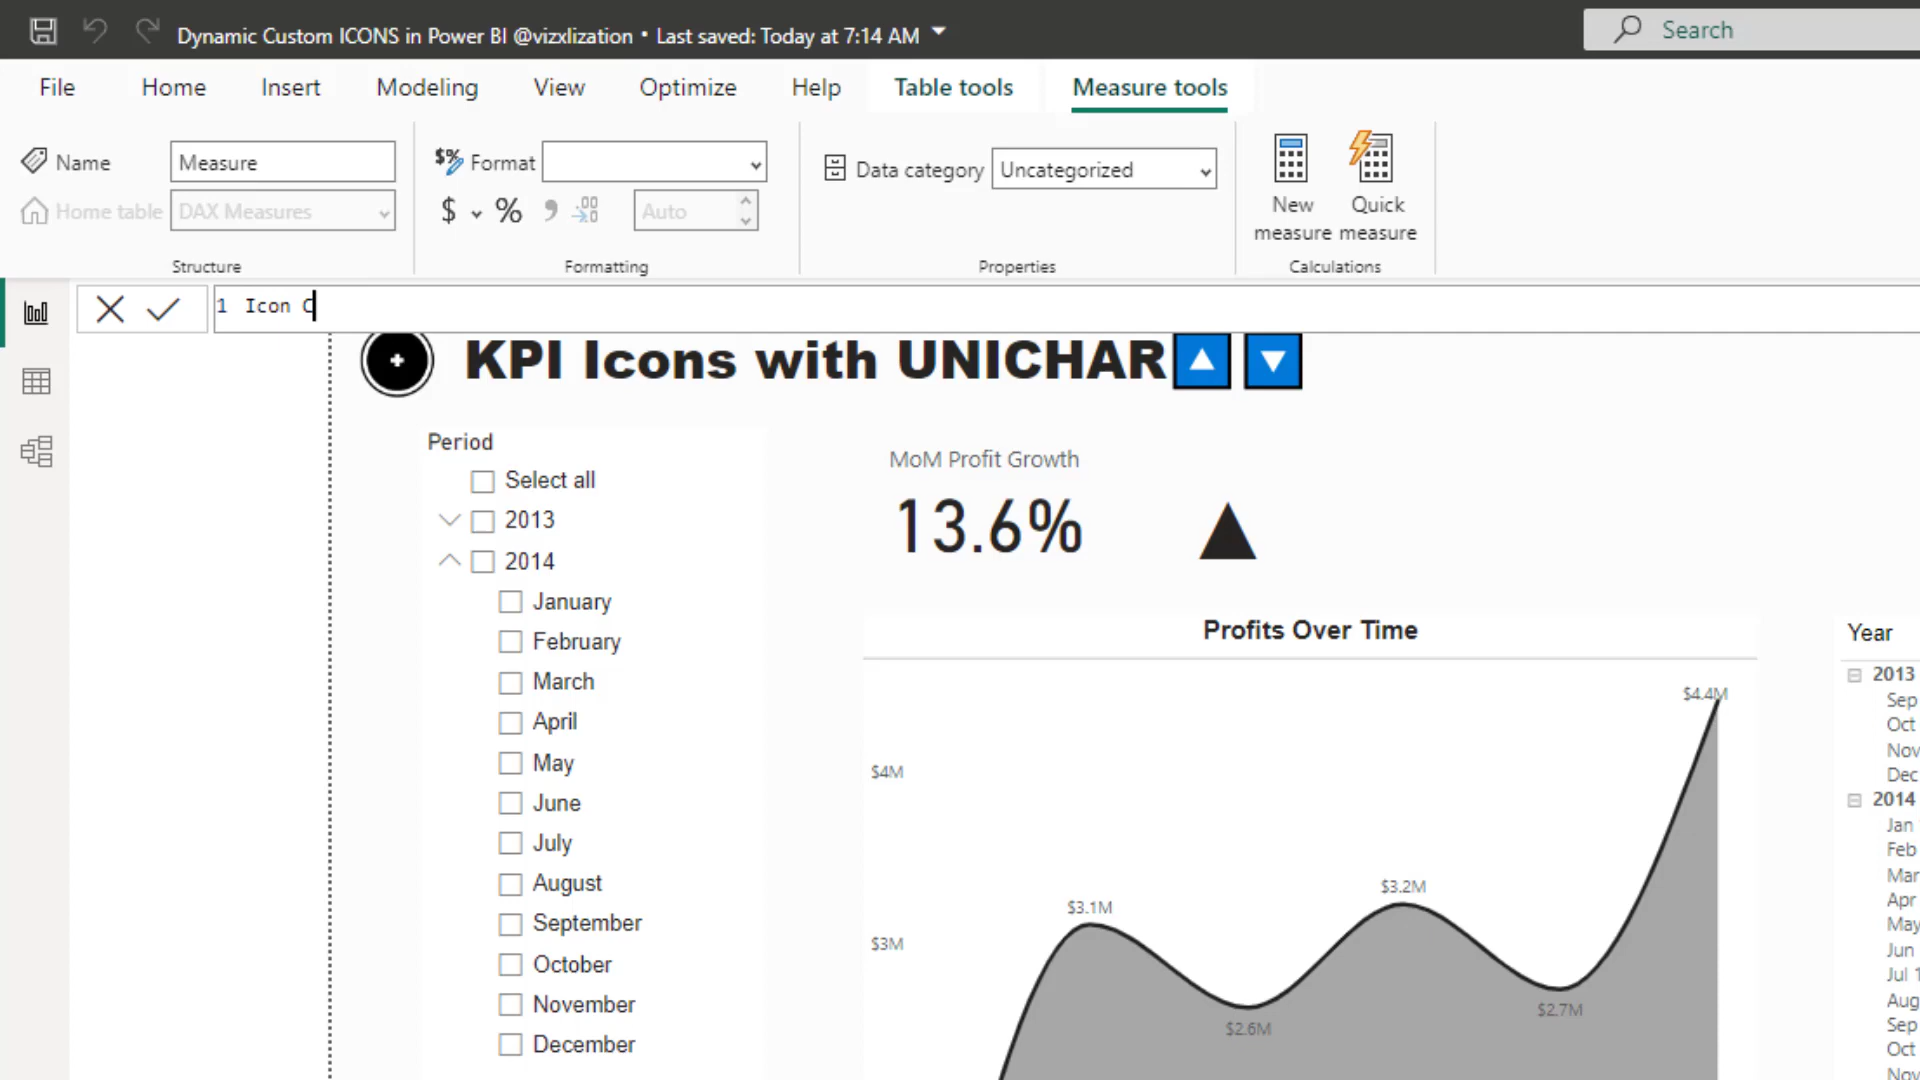 Dynamic Custom ICONS in Power BI @vizxlization • Last saved: Today at 7:14 AM
Search
File Home Insert Modeling View Optimize Help Table tools Measure tools
Name Measure
Home table DAX Measures
Structure
$% Format
$ % , .00
Auto
Formatting
Data category Uncategorized
Properties
New measure
Quick measure
Calculations
1 Icon C
KPI Icons with UNICHAR
Period
Select all
2013
2014
January
February
March
April
May
June
July
August
September
October
November
December
MoM Profit Growth
13.6%
Profits Over Time
$4.4M
$4M
$3.2M
$3.1M
$3M
$2.7M
$2.6M
Year
2013
Sep
Oct
Nov
Dec
2014
Jan
Feb
Mar
Apr
May
Jun
Jul
Aug
Sep
Oct
Nov